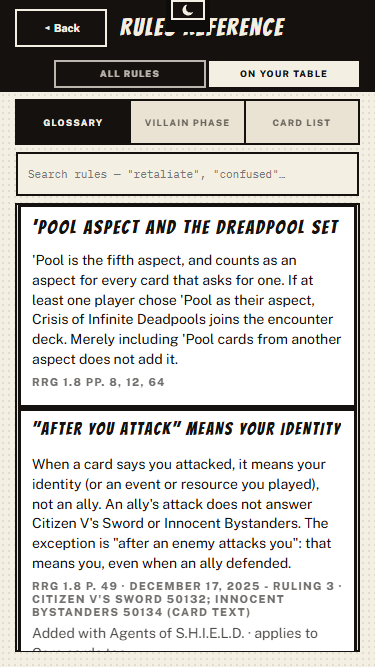 ◂ Back
RULES REFERENCE
ALL RULES
ON YOUR TABLE
GLOSSARY
VILLAIN PHASE
CARD LIST
Search rules — "retaliate", "confused"…
'POOL ASPECT AND THE DREADPOOL SET
'Pool is the fifth aspect, and counts as an
aspect for every card that asks for one. If at
least one player chose 'Pool as their aspect,
Crisis of Infinite Deadpools joins the encounter
deck. Merely including 'Pool cards from another
aspect does not add it.
RRG 1.8 PP. 8, 12, 64
"AFTER YOU ATTACK" MEANS YOUR IDENTITY
When a card says you attacked, it means your
identity (or an event or resource you played),
not an ally. An ally's attack does not answer
Citizen V's Sword or Innocent Bystanders. The
exception is "after an enemy attacks you": that
means you, even when an ally defended.
RRG 1.8 P. 49 · DECEMBER 17, 2025 - RULING 3 ·
CITIZEN V'S SWORD 50132; INNOCENT
BYSTANDERS 50134 (CARD TEXT)
Added with Agents of S.H.I.E.L.D. · applies to